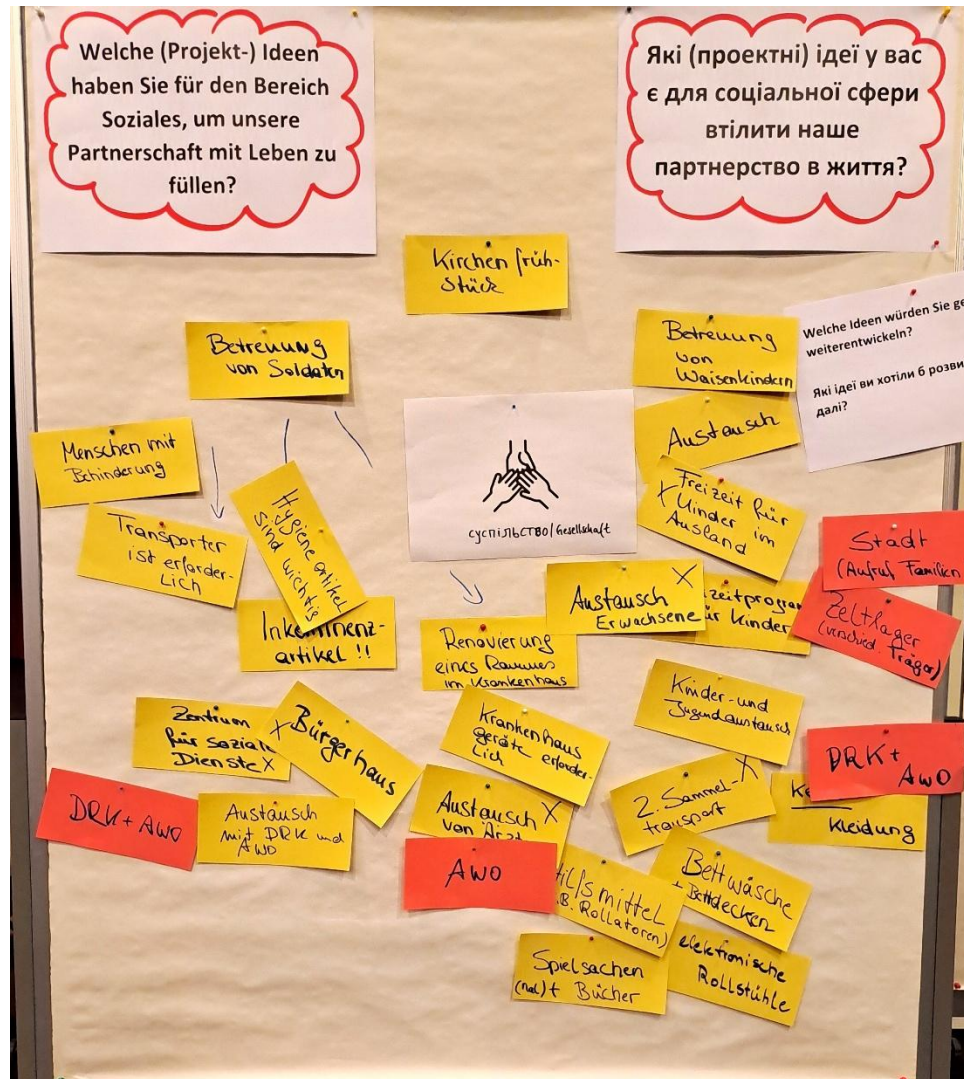 Welche (Projekt-) Ideen
haben Sie für den Bereich
Soziales, um unsere
Partnerschaft mit Leben zu
füllen?
Які (проектні) ідеї у вас
є для соціальної сфери
втілити наше
партнерство в життя?
Kirchenfrüh-
stück
Betreuung
von Soldaten
Betreuung
von
Waisenkindern
Welche Ideen würden Sie ge
weiterentwickeln?
Які ідеї ви хотіли б розви
далі?
Menschen mit
Behinderung
Transporter
ist erforder-
lich
Hygieneartikel
sind wichtig
artikel !!
суспільство/Gesellschaft
Austausch
X Freizeit für
Kinder im
Ausland
Stadt
(Aufruf Familien
Zeltlager
(verschied. Träger)
Austausch X
Erwachsene
zeitprogra
ür Kinder
Renovierung
eines Raumes
im Krankenhaus
Kinder- und
Jugendaustausch
Zentrum
für soziale
Dienste X
X Bürgerhaus
Krankenhaus
geräte erforder-
lich
2. Sammel- X
transport
DRK +
AWO
Ke
Kleidung
DRK + AWO
Austausch
mit DRK und
AWO
Austausch X
von Ärzt
AWO
Hilfsmittel
.B. Rollatoren)
Bettwäsche
+ Bettdecken
Spielsachen
+ Bücher
elektronische
Rollstühle